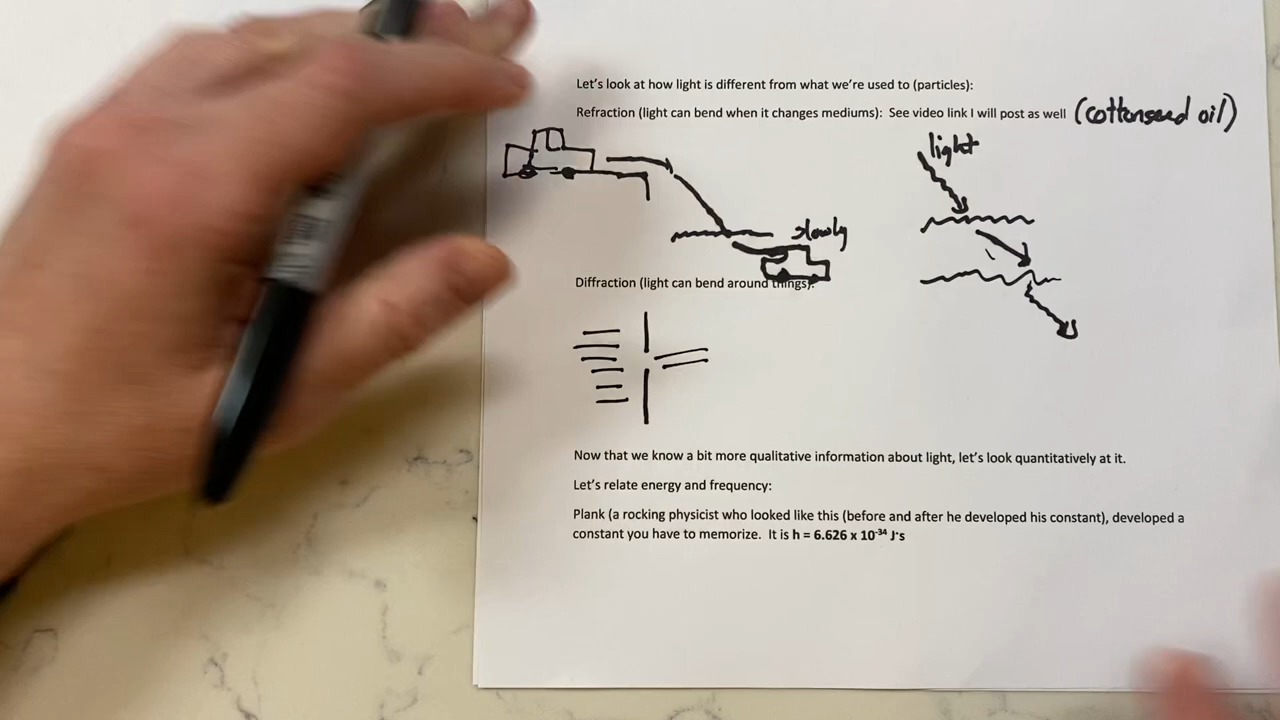 Let's look at how light is different from what we're used to (particles):
Refraction (light can bend when it changes mediums): See video link I will post as well (cottonseed oil)
light
slowly
Diffraction (light can bend around things):
Now that we know a bit more qualitative information about light, let's look quantitatively at it.
Let's relate energy and frequency:
Plank (a rocking physicist who looked like this (before and after he developed his constant), developed a
constant you have to memorize. It is h = 6.626 x 10⁻³⁴ J·s